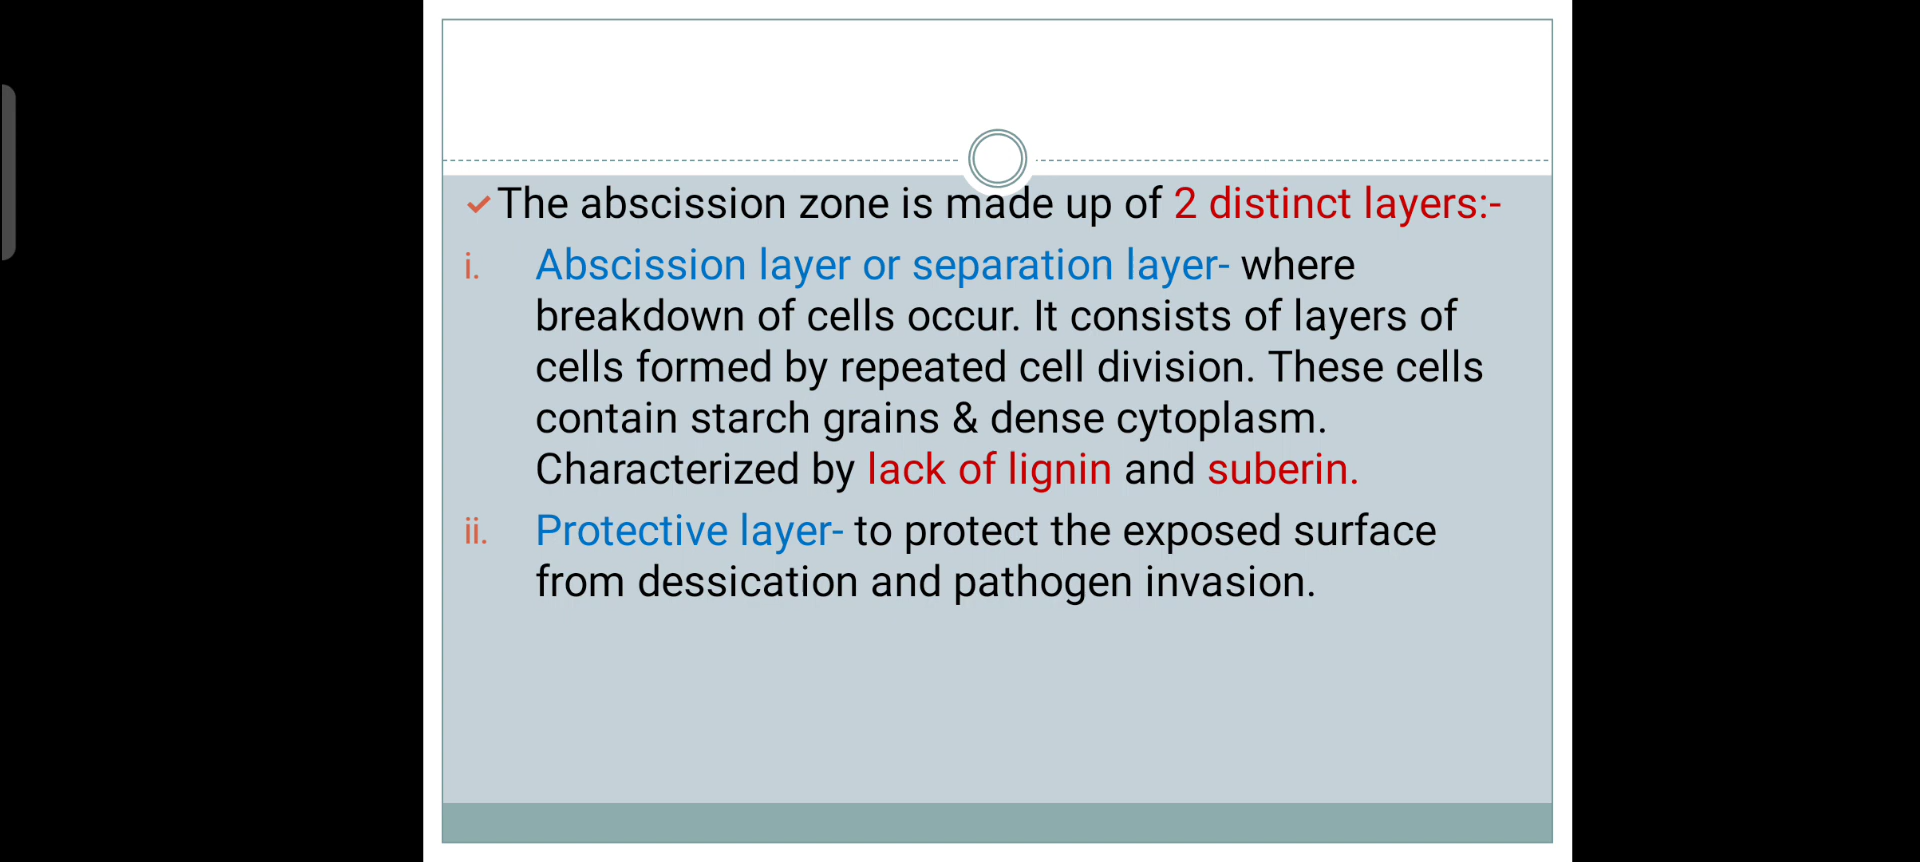 ✓ The abscission zone is made up of 2 distinct layers:-
i. Abscission layer or separation layer- where
breakdown of cells occur. It consists of layers of
cells formed by repeated cell division. These cells
contain starch grains & dense cytoplasm.
Characterized by lack of lignin and suberin.
ii. Protective layer- to protect the exposed surface
from dessication and pathogen invasion.